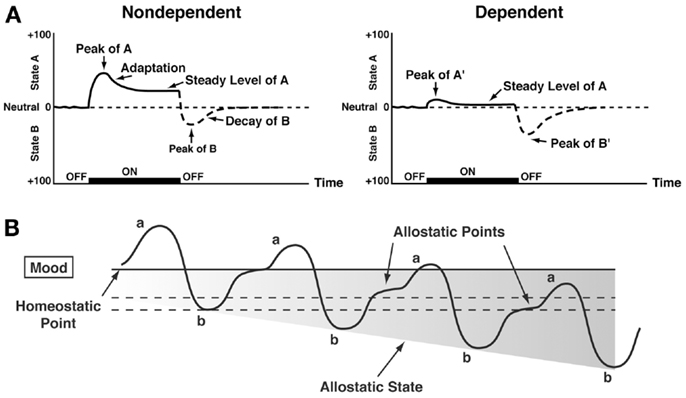 A
Nondependent
Dependent
+100
State A
Peak of A
Adaptation
Steady Level of A
Neutral 0
State B
Decay of B
Peak of B
+100
OFF
ON
OFF
Time
+100
State A
Peak of A'
Steady Level of A
Neutral 0
State B
Peak of B'
+100
OFF
ON
OFF
Time
B
Mood
Homeostatic
Point
a
b
a
b
Allostatic Points
a
b
a
b
Allostatic State